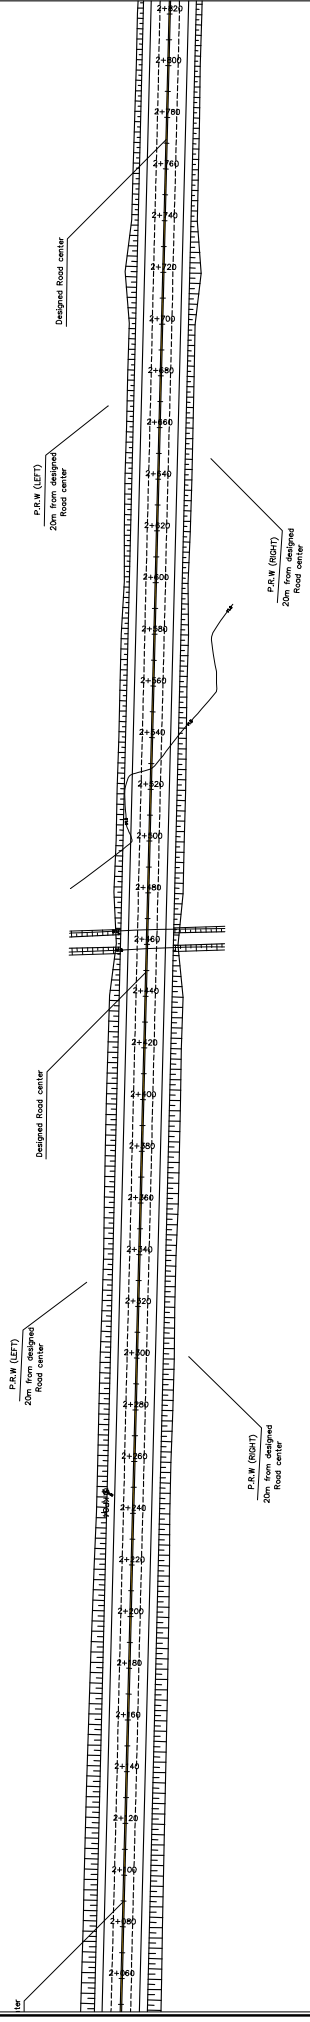 2+820
2+800
2+780
2+760
2+740
2+720
2+700
2+680
2+660
2+640
2+620
2+600
2+580
2+560
2+540
2+520
2+500
2+480
2+460
2+440
2+420
2+400
2+380
2+360
2+340
2+320
2+300
2+280
2+260
2+240
2+220
2+200
2+180
2+160
2+140
2+120
2+100
2+080
2+060
Designed Road center
P.R.W (LEFT)
20m from designed
Road center
P.R.W (RIGHT)
20m from designed
Road center
Designed Road center
P.R.W (LEFT)
20m from designed
Road center
P.R.W (RIGHT)
20m from designed
Road center
ter